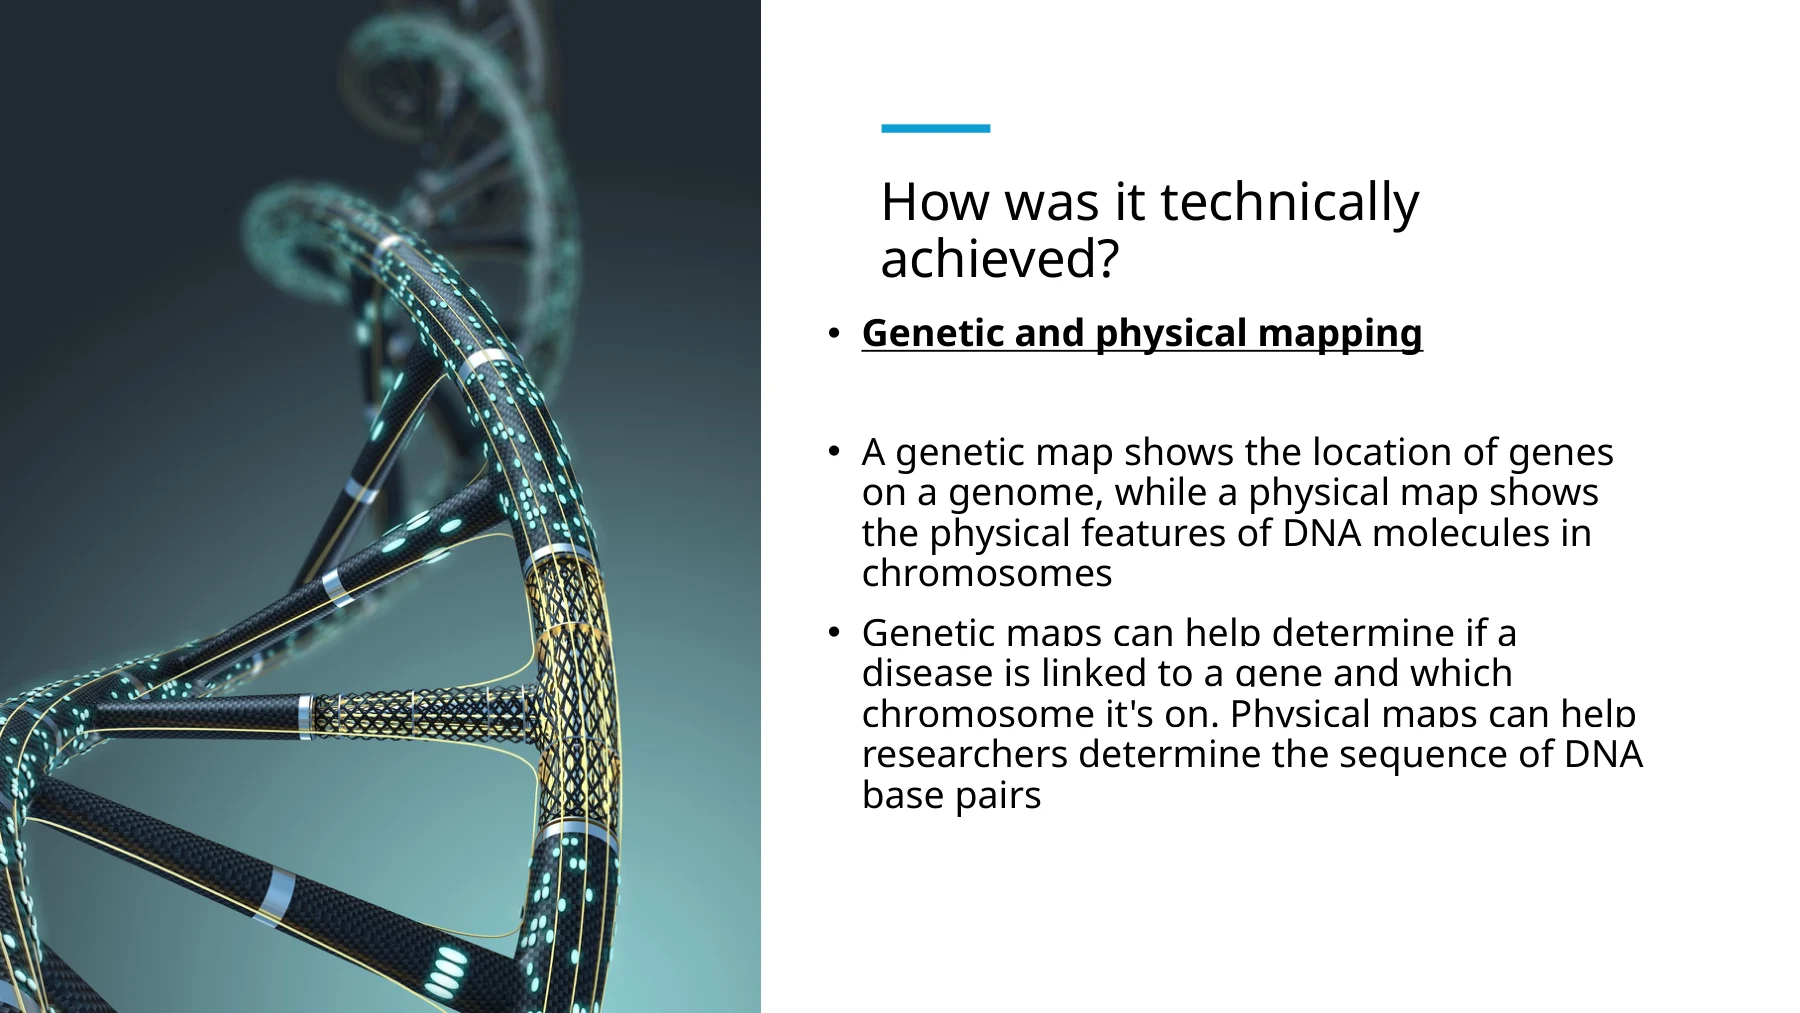 How was it technically
achieved?
• Genetic and physical mapping
• A genetic map shows the location of genes
on a genome, while a physical map shows
the physical features of DNA molecules in
chromosomes
• Genetic maps can help determine if a
disease is linked to a gene and which
chromosome it's on. Physical maps can help
researchers determine the sequence of DNA
base pairs